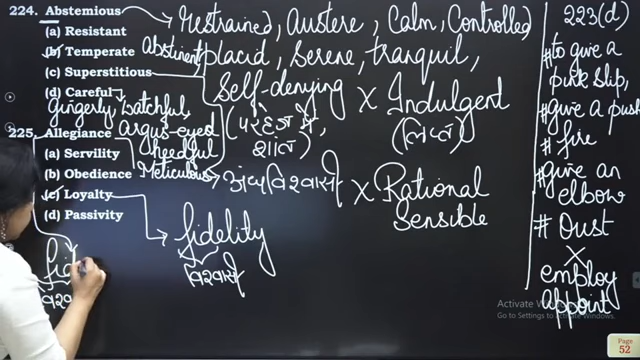 224. Abstemious
(a) Resistant
(b) Temperate
(c) Superstitious
(d) Careful
225. Allegiance
(a) Servility
(b) Obedience
(c) Loyalty
(d) Passivity
Restrained, Austere, Calm, Controlled
Abstinent, placid, Serene, tranquil,
Self-denying X Indulgent
(परहेज में, शांत) (लिप्त)
Gingerly, watchful,
Argus-eyed
heedful
Meticulous
अंधविश्वासी X Rational
Sensible
fidelity
विश्वास
fid
223(d)
# to give a
pink slip,
# give a push
# fire
# give an
elbow
# Oust
X
employ
appoint
Activate Windows
Go to Settings to activate Windows
Page
52